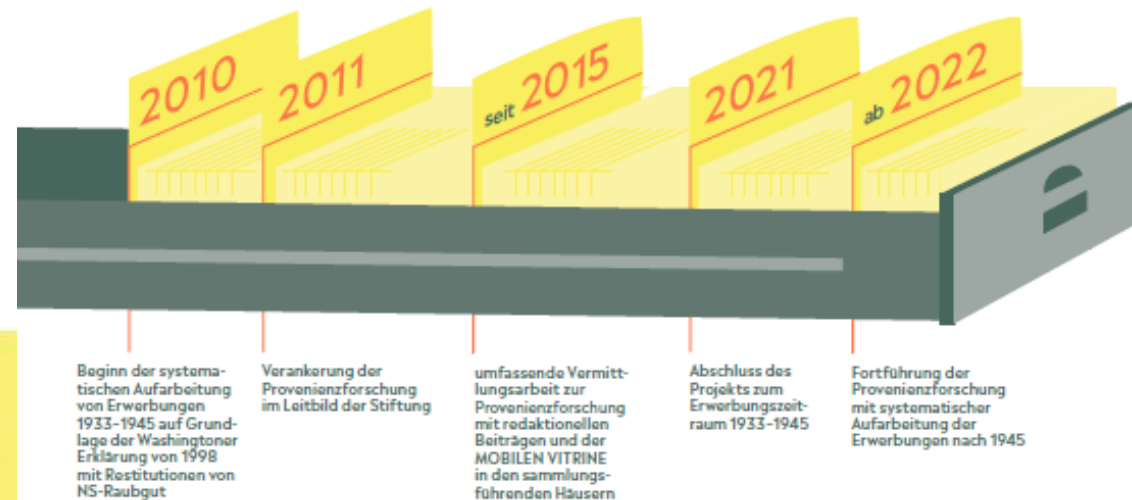 2010
2011
seit 2015
2021
ab 2022
Beginn der systema-
tischen Aufarbeitung
von Erwerbungen
1933–1945 auf Grund-
lage der Washingtoner
Erklärung von 1998
mit Restitutionen von
NS-Raubgut
Verankerung der
Provenienzforschung
im Leitbild der Stiftung
umfassende Vermitt-
lungsarbeit zur
Provenienzforschung
mit redaktionellen
Beiträgen und der
MOBILEN VITRINE
in den sammlungs-
führenden Häusern
Abschluss des
Projekts zum
Erwerbungszeit-
raum 1933–1945
Fortführung der
Provenienzforschung
mit systematischer
Aufarbeitung der
Erwerbungen nach 1945